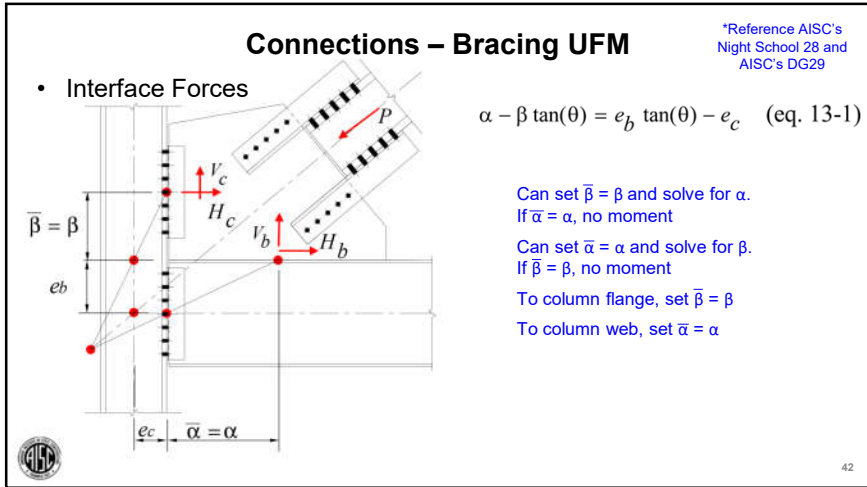 Connections – Bracing UFM
*Reference AISC's
Night School 28 and
AISC's DG29
• Interface Forces
P
α – β tan(θ) = e_b tan(θ) – e_c (eq. 13-1)
V_c
H_c
β̅ = β
V_b
H_b
e_b
Can set β̅ = β and solve for α.
If α̅ = α, no moment
Can set α̅ = α and solve for β.
If β̅ = β, no moment
To column flange, set β̅ = β
To column web, set α̅ = α
e_c
α̅ = α
AISC
42